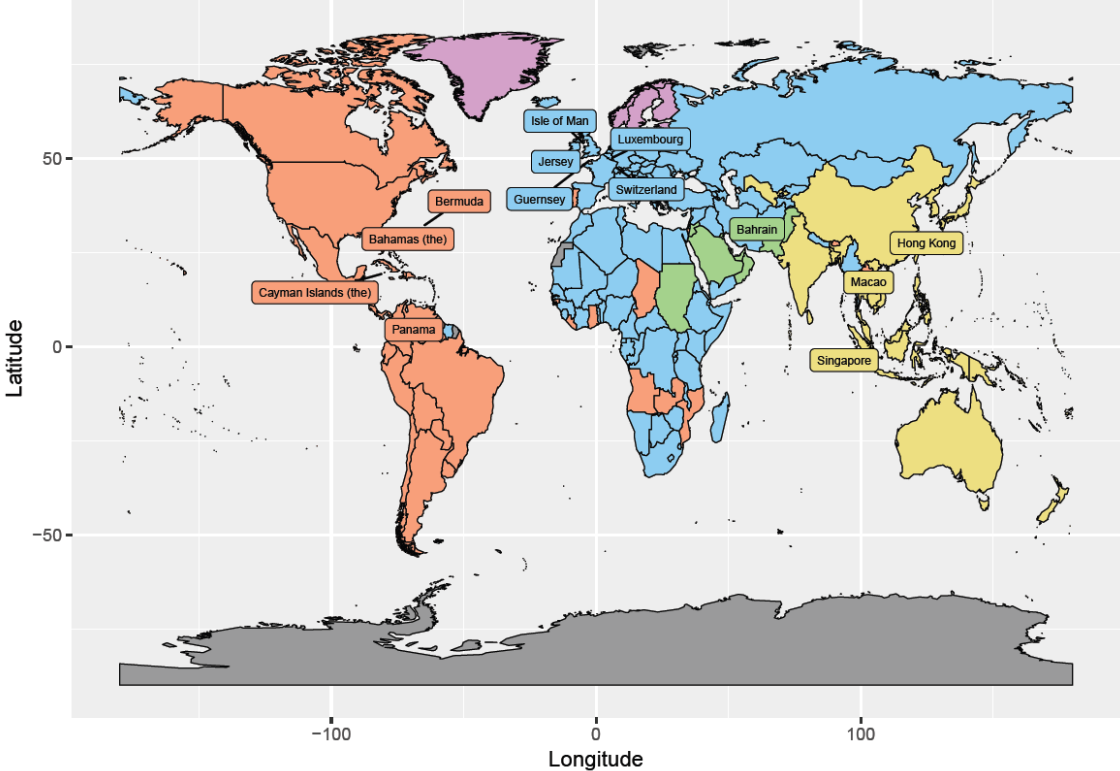 Isle of Man
Luxembourg
Jersey
50
Switzerland
Guernsey
Bermuda
Bahrain
Bahamas (the)
Hong Kong
Macao
Cayman Islands (the)
Panama
0
Singapore
−50
−100
0
100
Latitude
Longitude